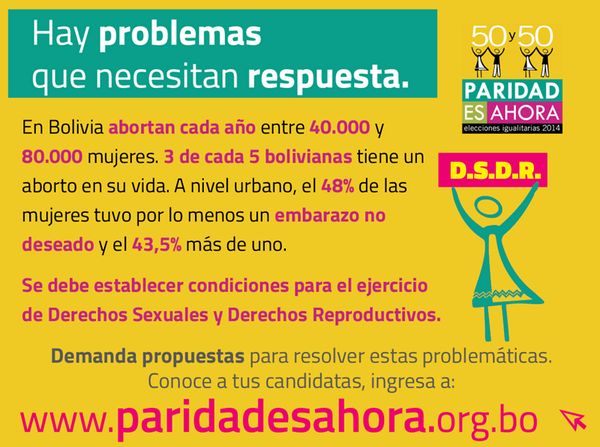 Hay problemas
que necesitan respuesta.
50 y 50
PARIDAD
ES AHORA
elecciones igualitarias 2014
En Bolivia abortan cada año entre 40.000 y
80.000 mujeres. 3 de cada 5 bolivianas tiene un
aborto en su vida. A nivel urbano, el 48% de las
mujeres tuvo por lo menos un embarazo no
deseado y el 43,5% más de uno.
D.S.D.R.
Se debe establecer condiciones para el ejercicio
de Derechos Sexuales y Derechos Reproductivos.
Demanda propuestas para resolver estas problemáticas.
Conoce a tus candidatas, ingresa a:
www.paridadesahora.org.bo